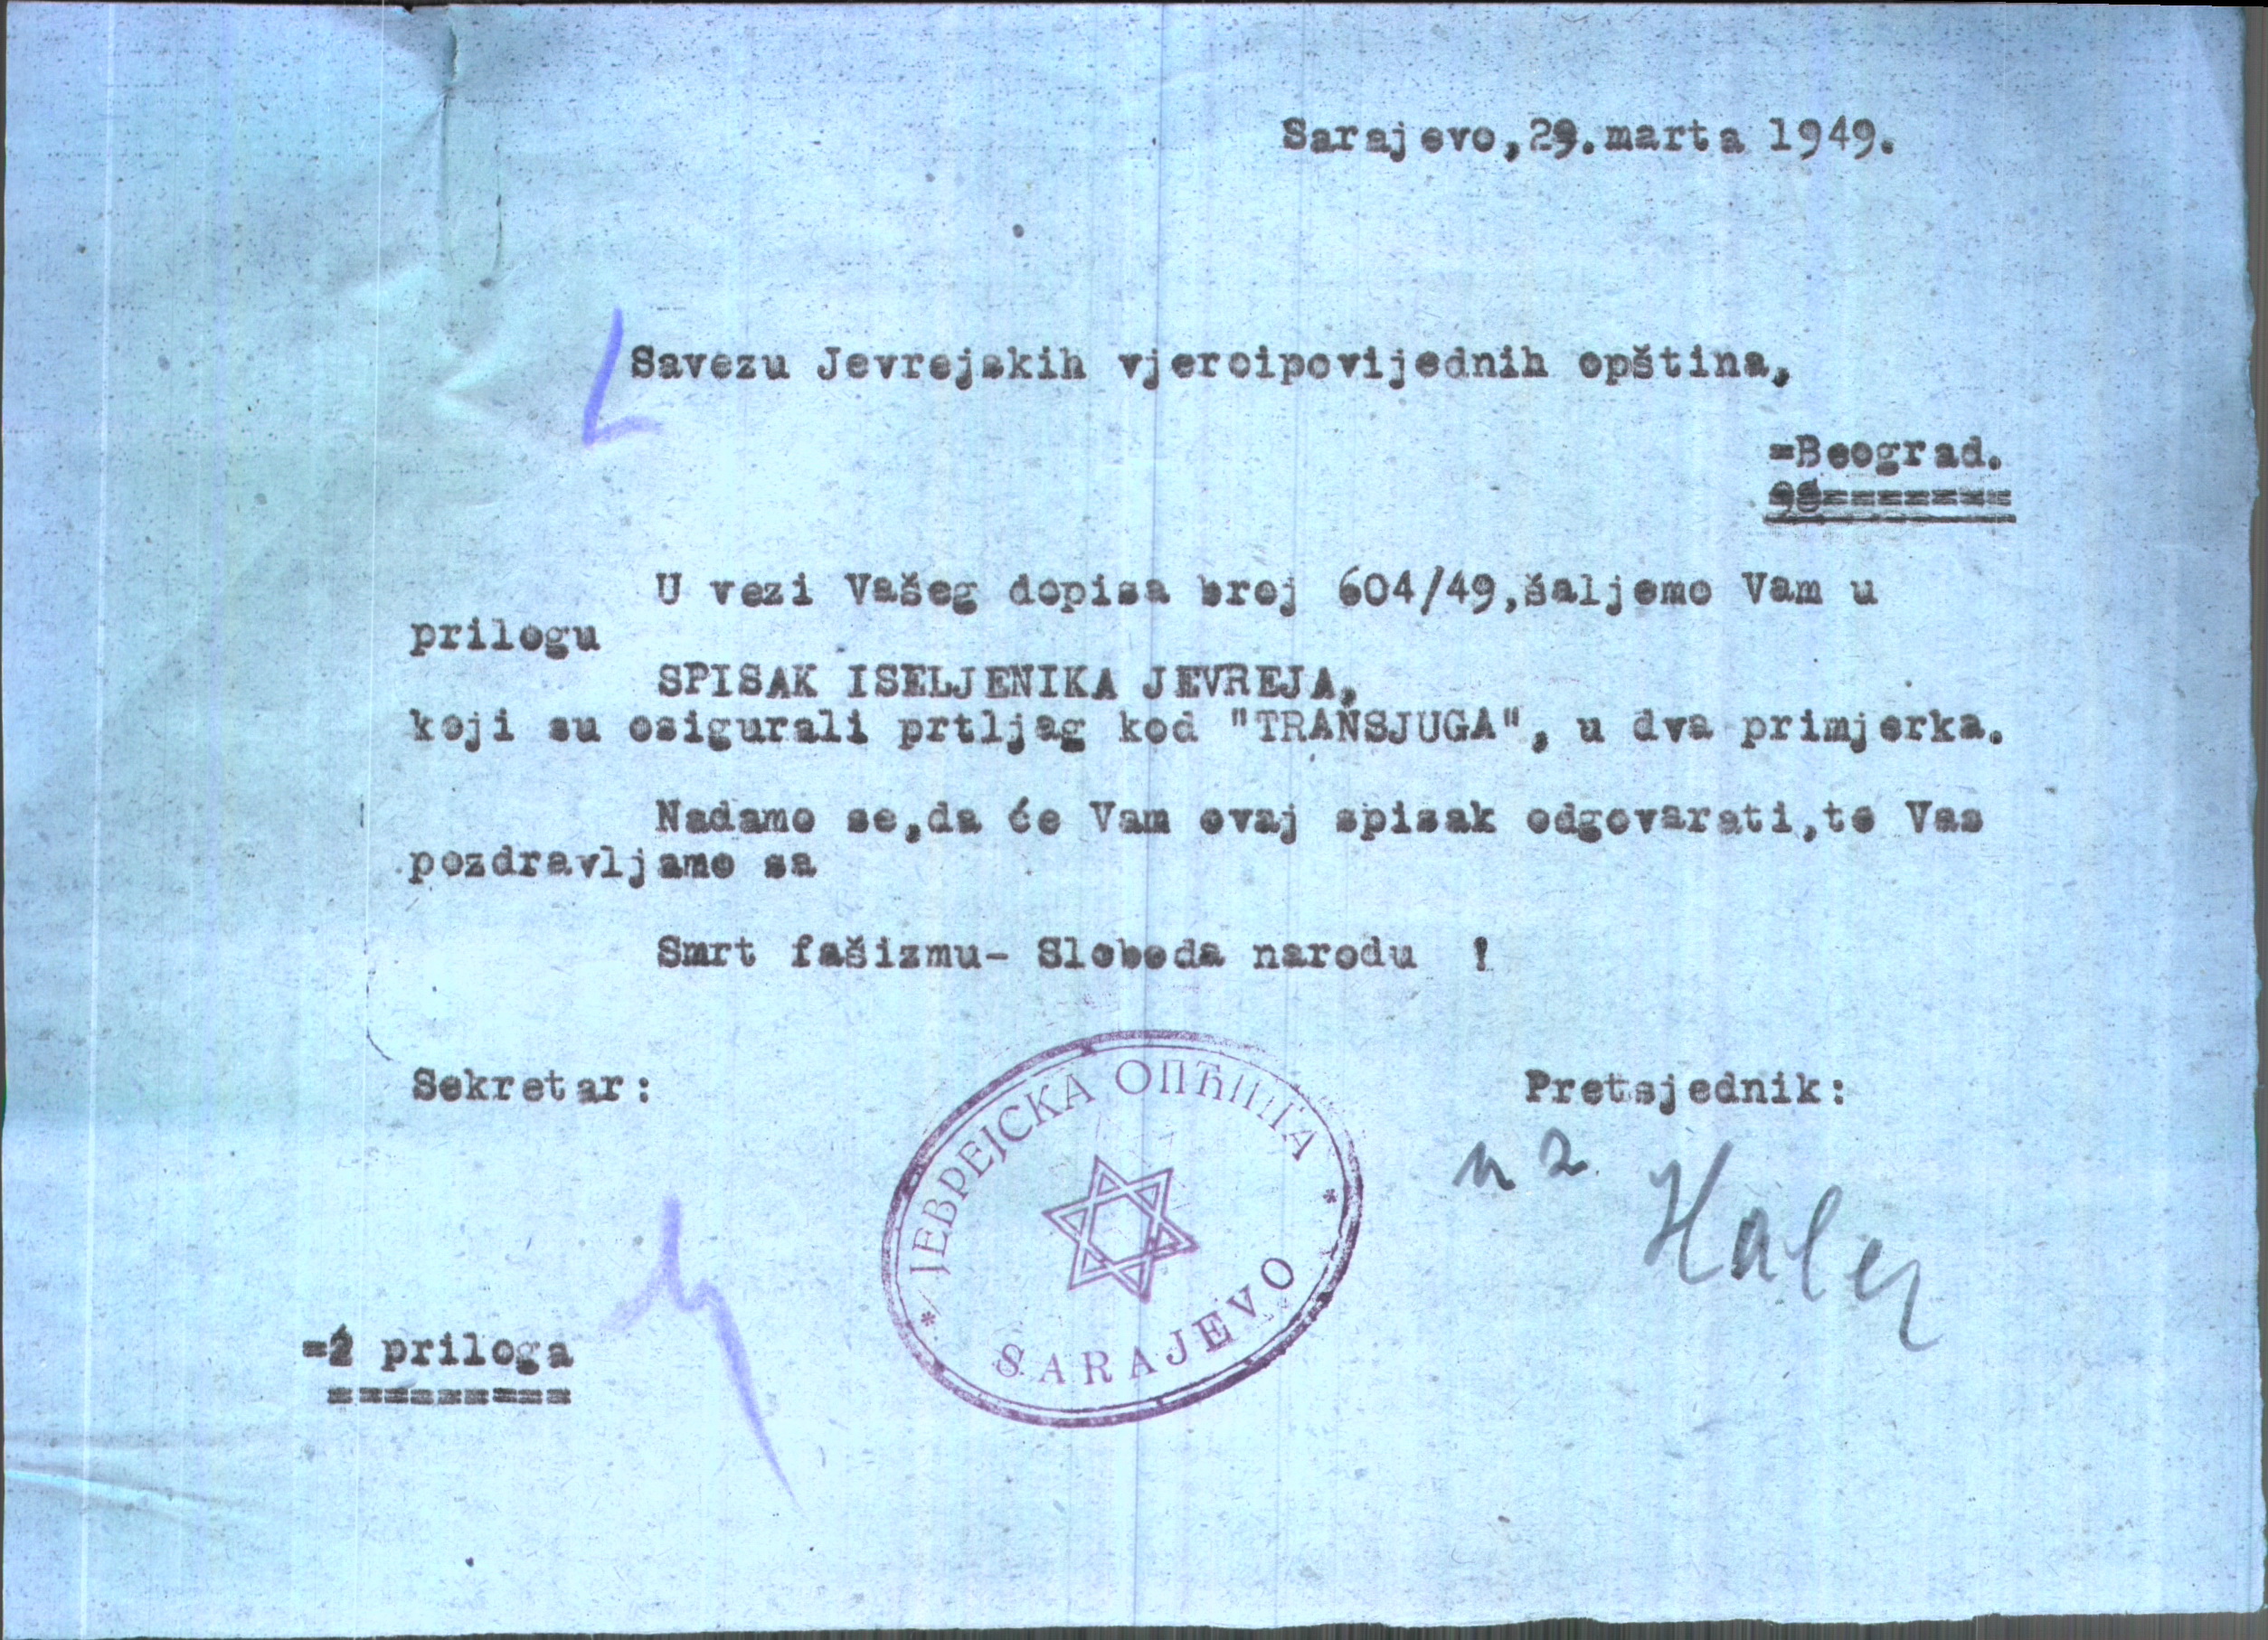 Sarajevo,29.marta 1949.
Savezu Jevrejskih vjeroipovijednih opština,
=Beograd.
========
U vezi Vašeg dopisa broj 604/49,šaljemo Vam u
prilogu
SPISAK ISELJENIKA JEVREJA,
koji su osigurali prtljag kod "TRANSJUGA", u dva primjerka.
Nadamo se,da će Vam ovaj spisak odgovarati,te Vas
pozdravljamo sa
Smrt fašizmu- Sloboda narodu !
Sekretar:
Pretsjednik:
ЈЕВРЕЈСКА ОПЋИНА
SARAJEVO
=2 priloga
=========